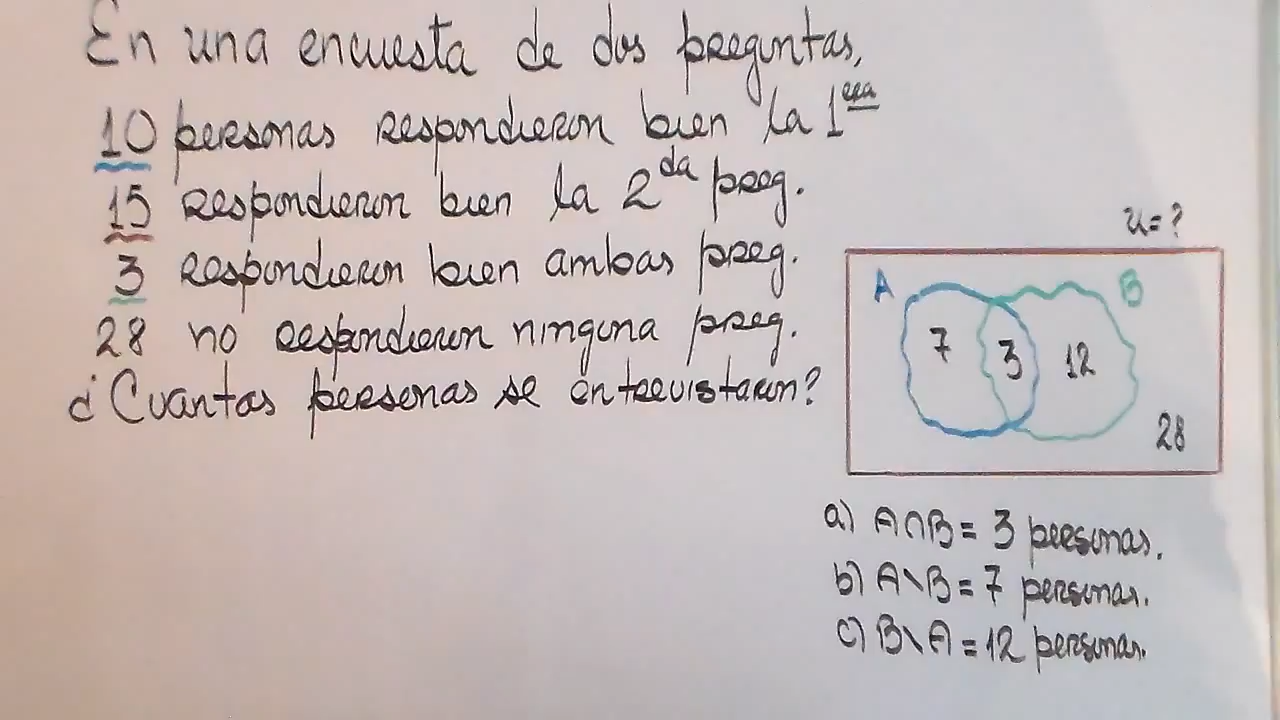 En una encuesta de dos preguntas,
10 personas respondieron bien la 1era
15 respondieron bien la 2da preg.
3 respondieron bien ambas preg.
28 no respondieron ninguna preg.
¿Cuantas personas se entrevistaron?
U=?
A B
7 3 12
28
a) A∩B = 3 personas.
b) A\B = 7 personas.
c) B\A = 12 personas.